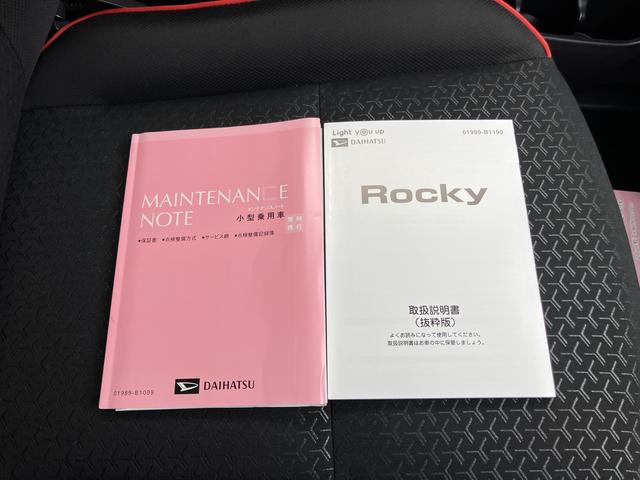 MAINTENANCE
NOTE
メンテナンスノート
小型乗用車
●保証書 ●点検整備方式 ●サービス網 ●点検整備記録簿
DAIHATSU
01989-B1009
Light you up
DAIHATSU
01999-B1190
Rocky
取扱説明書
(抜粋版)
よくお読みになって使用してください。
取扱説明書はお車の中に保管しましょう。